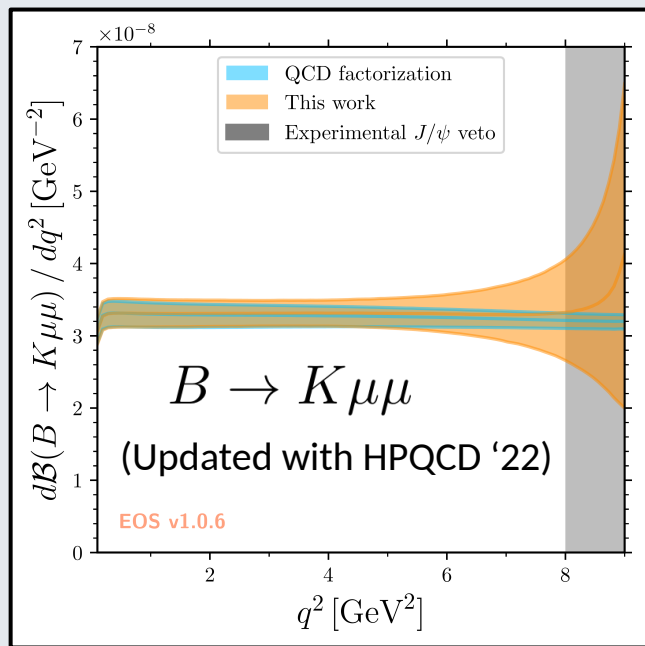 ×10⁻⁸
7
6
5
4
3
2
1
0
2
4
6
8
dB(B → Kμμ) / dq² [GeV⁻²]
QCD factorization
This work
Experimental J/ψ veto
B → Kμμ
(Updated with HPQCD ‘22)
EOS v1.0.6
q² [GeV²]